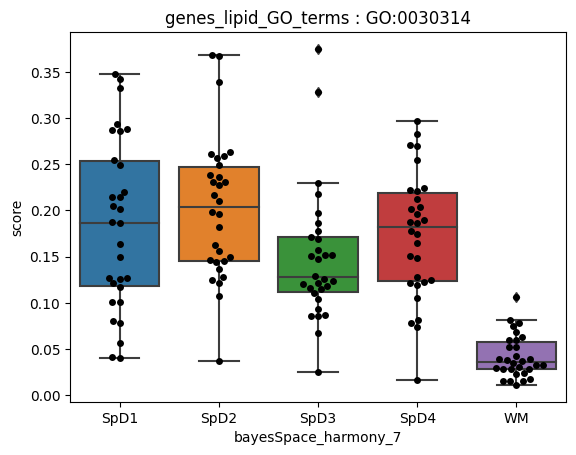 genes_lipid_GO_terms : GO:0030314
0.35
0.30
0.25
0.20
0.15
0.10
0.05
0.00
score
SpD1 SpD2 SpD3 SpD4 WM
bayesSpace_harmony_7